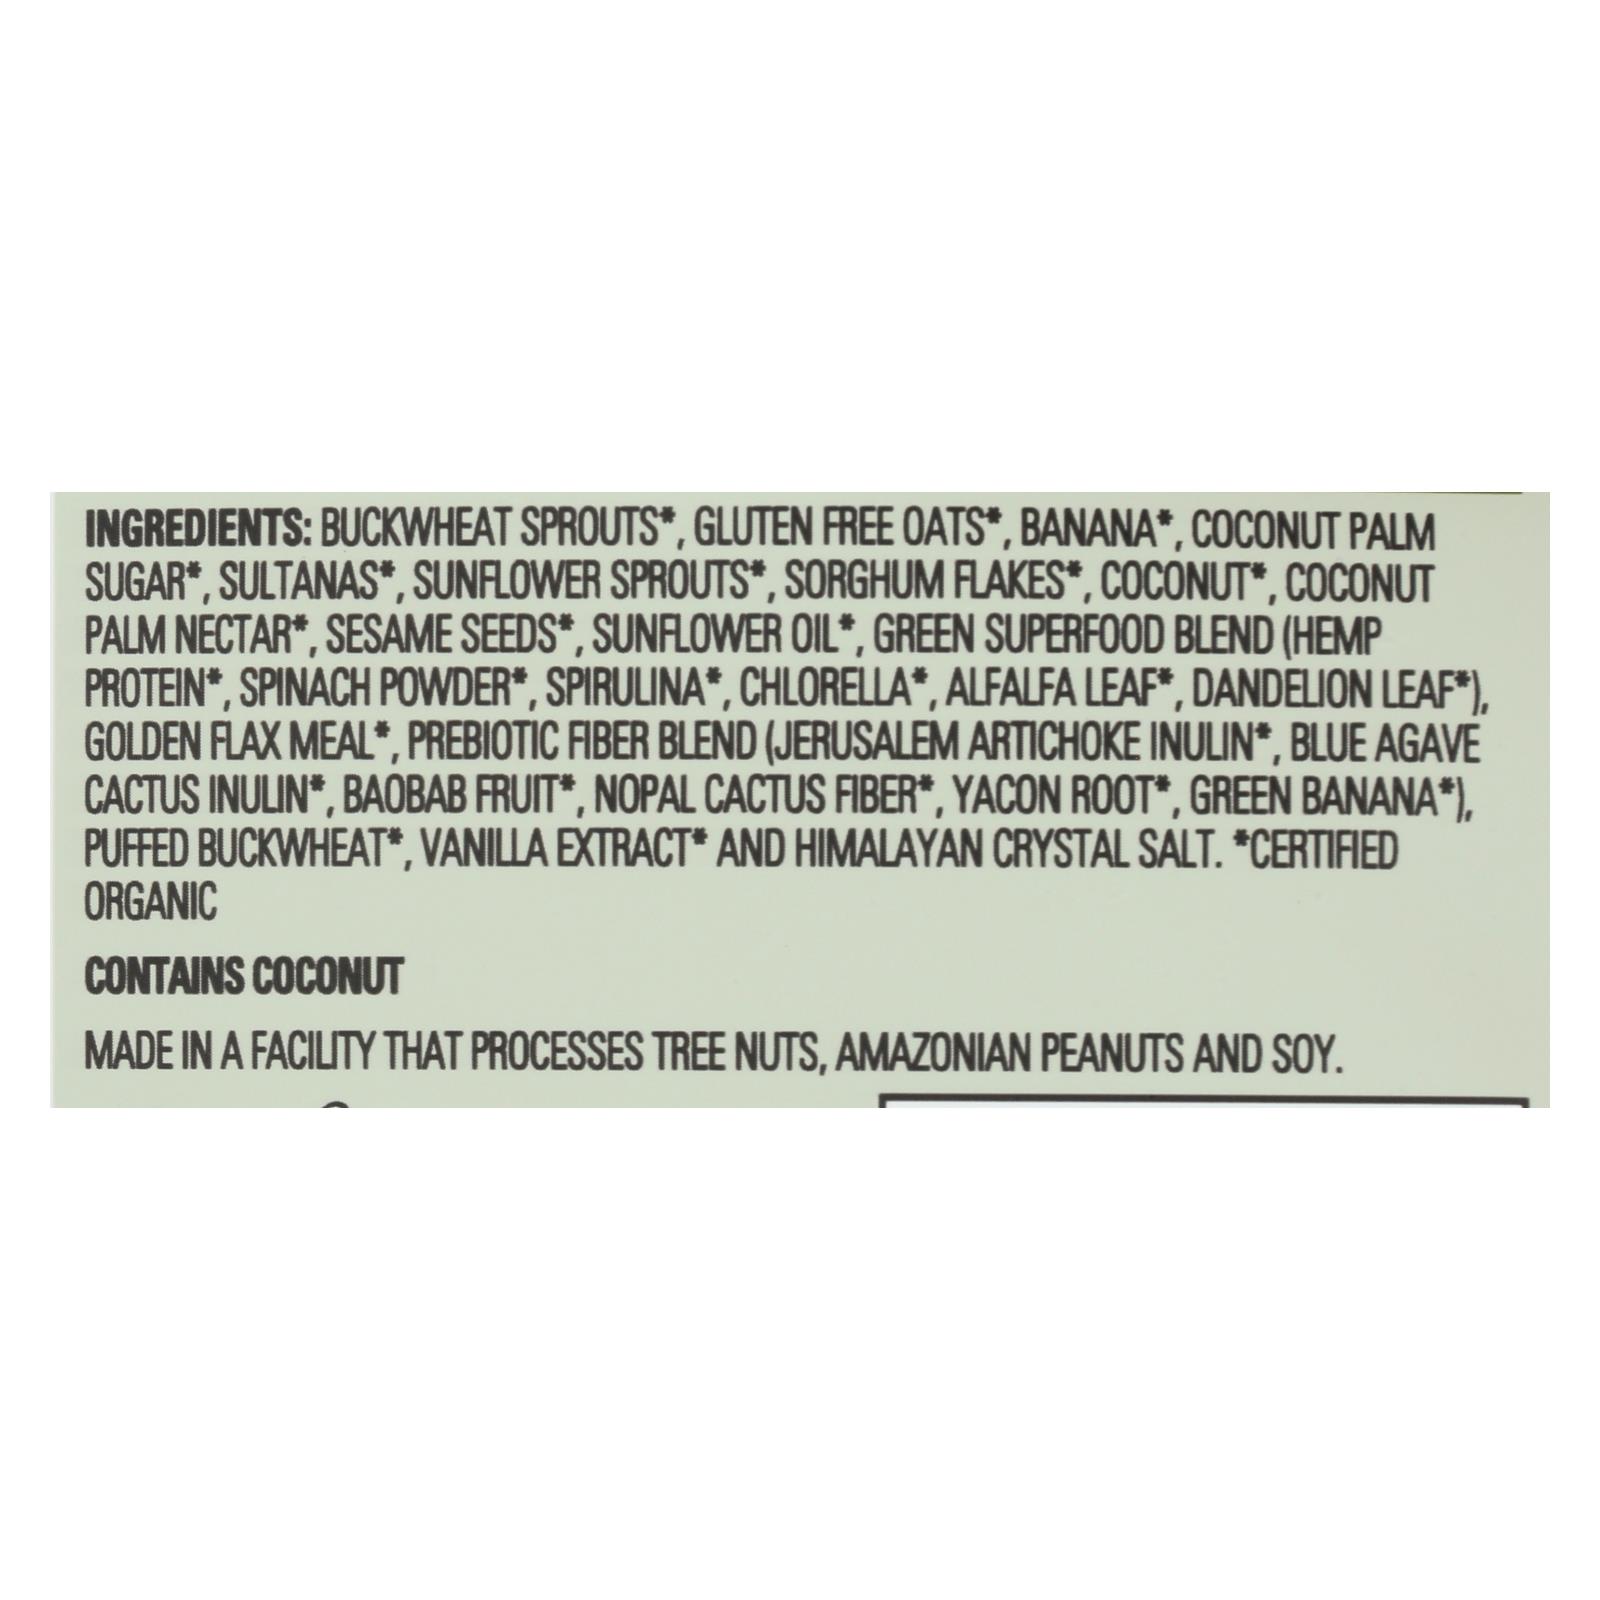 INGREDIENTS: BUCKWHEAT SPROUTS*, GLUTEN FREE OATS*, BANANA*, COCONUT PALM
SUGAR*, SULTANAS*, SUNFLOWER SPROUTS*, SORGHUM FLAKES*, COCONUT*, COCONUT
PALM NECTAR*, SESAME SEEDS*, SUNFLOWER OIL*, GREEN SUPERFOOD BLEND (HEMP
PROTEIN*, SPINACH POWDER*, SPIRULINA*, CHLORELLA*, ALFALFA LEAF*, DANDELION LEAF*),
GOLDEN FLAX MEAL*, PREBIOTIC FIBER BLEND (JERUSALEM ARTICHOKE INULIN*, BLUE AGAVE
CACTUS INULIN*, BAOBAB FRUIT*, NOPAL CACTUS FIBER*, YACON ROOT*, GREEN BANANA*),
PUFFED BUCKWHEAT*, VANILLA EXTRACT* AND HIMALAYAN CRYSTAL SALT. *CERTIFIED
ORGANIC
CONTAINS COCONUT
MADE IN A FACILITY THAT PROCESSES TREE NUTS, AMAZONIAN PEANUTS AND SOY.